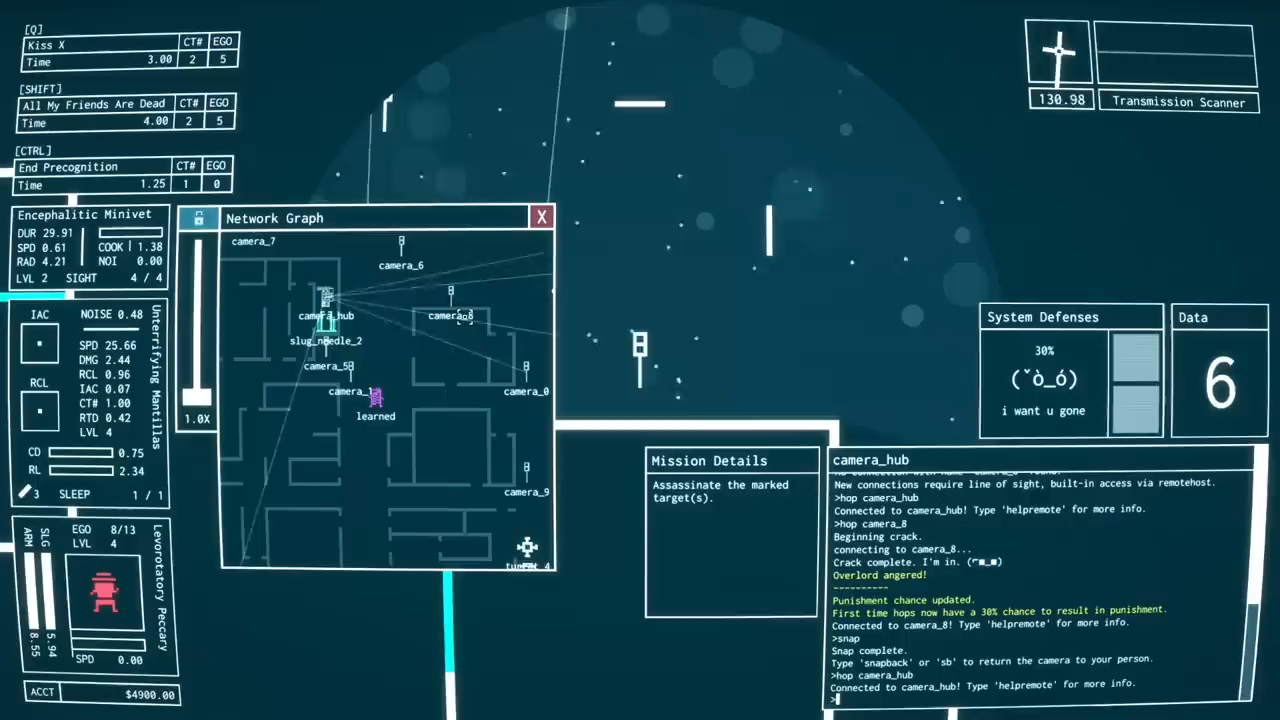 [Q]
Kiss X CT# EGO
Time 3.00 2 5
[SHIFT]
All My Friends Are Dead CT# EGO
Time 4.00 2 5
[CTRL]
End Precognition CT# EGO
Time 1.25 1 0
Encephalitic Minivet
DUR 29.91
SPD 0.61 COOK 1.38
RAD 4.21 NOI 0.00
LVL 2 SIGHT 4 / 4
IAC NOISE 0.48
SPD 25.66
DMG 2.44
RCL 0.96
RCL IAC 0.07
CT# 1.00
RTD 0.42
LVL 4
CD 0.75
RL 2.34
3 SLEEP 1 / 1
Unterrifying Mantillas
EGO 8/13
LVL 4
ARM SLG
8.55 5.94
SPD 0.00
Levorotatory Peccary
ACCT $4900.00
Network Graph X
1.0X
camera_7
camera_6
camera_hub
camera_8
slug_needle_2
camera_5
camera_1
camera_0
learned
camera_9
130.98 Transmission Scanner
System Defenses
30%
(`ò_ó)
i want u gone
Data
6
Mission Details
Assassinate the marked
target(s).
camera_hub
New connections require line of sight, built-in access via remotehost.
>hop camera_hub
Connected to camera_hub! Type 'helpremote' for more info.
>hop camera_8
Beginning crack.
connecting to camera_8...
Crack complete. I'm in. (⌐■_■)
Overlord angered!
----------
Punishment chance updated.
First time hops now have a 30% chance to result in punishment.
Connected to camera_8! Type 'helpremote' for more info.
>snap
Snap complete.
Type 'snapback' or 'sb' to return the camera to your person.
>hop camera_hub
Connected to camera_hub! Type 'helpremote' for more info.
>